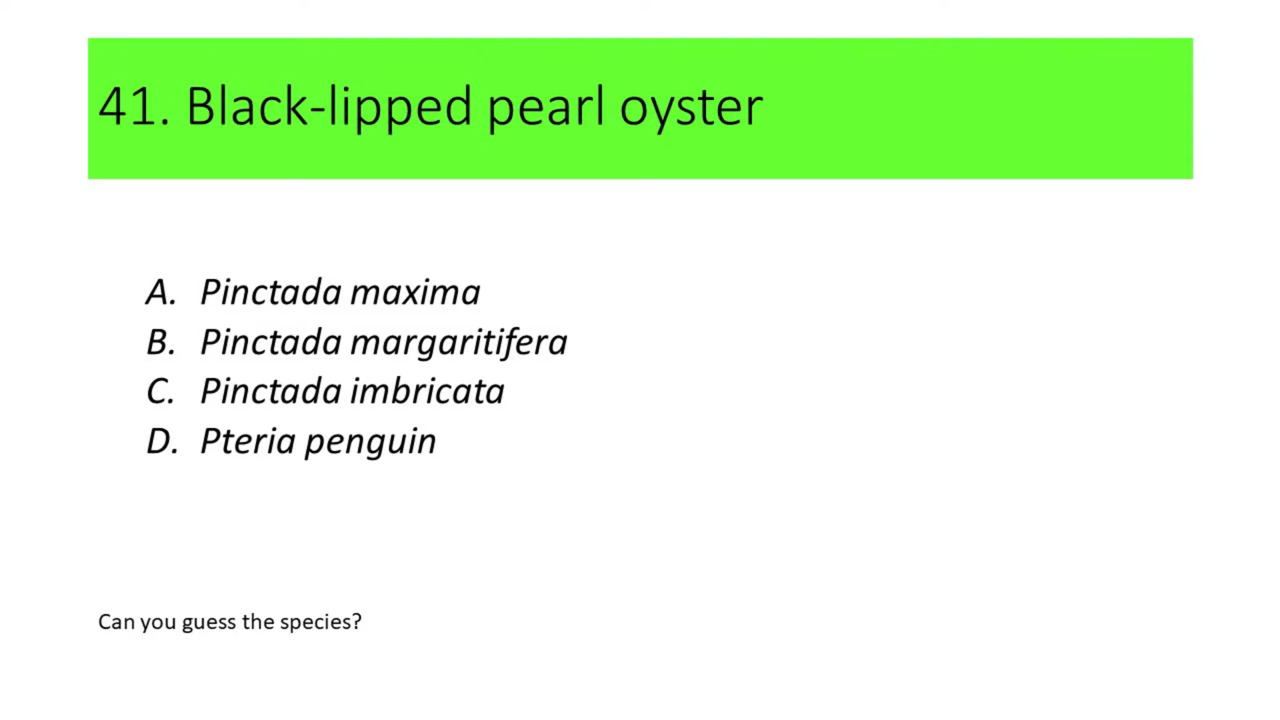 41. Black-lipped pearl oyster
A. Pinctada maxima
B. Pinctada margaritifera
C. Pinctada imbricata
D. Pteria penguin
Can you guess the species?